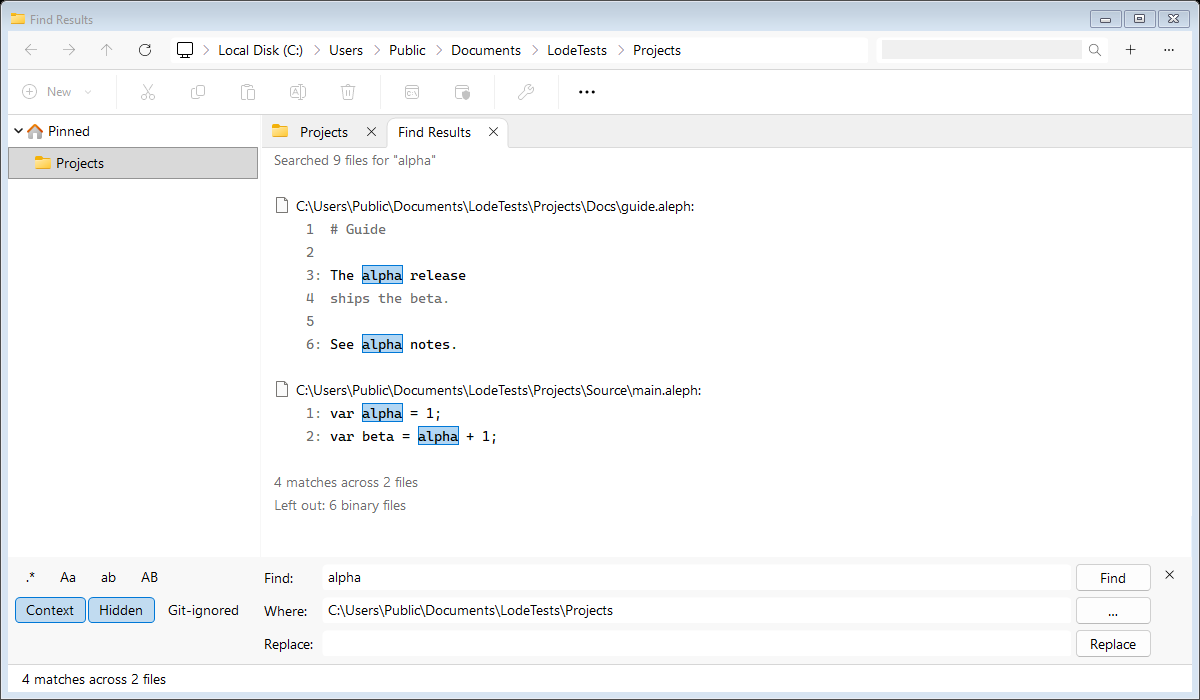 Find Results
Local Disk (C:) Users Public Documents LodeTests Projects
New
Pinned
Projects
Projects Find Results
Searched 9 files for "alpha"
C:\Users\Public\Documents\LodeTests\Projects\Docs\guide.aleph:
1 # Guide
2
3: The alpha release
4 ships the beta.
5
6: See alpha notes.
C:\Users\Public\Documents\LodeTests\Projects\Source\main.aleph:
1: var alpha = 1;
2: var beta = alpha + 1;
4 matches across 2 files
Left out: 6 binary files
.* Aa ab AB
Find: alpha Find
Context Hidden Git-ignored
Where: C:\Users\Public\Documents\LodeTests\Projects ...
Replace: Replace
4 matches across 2 files